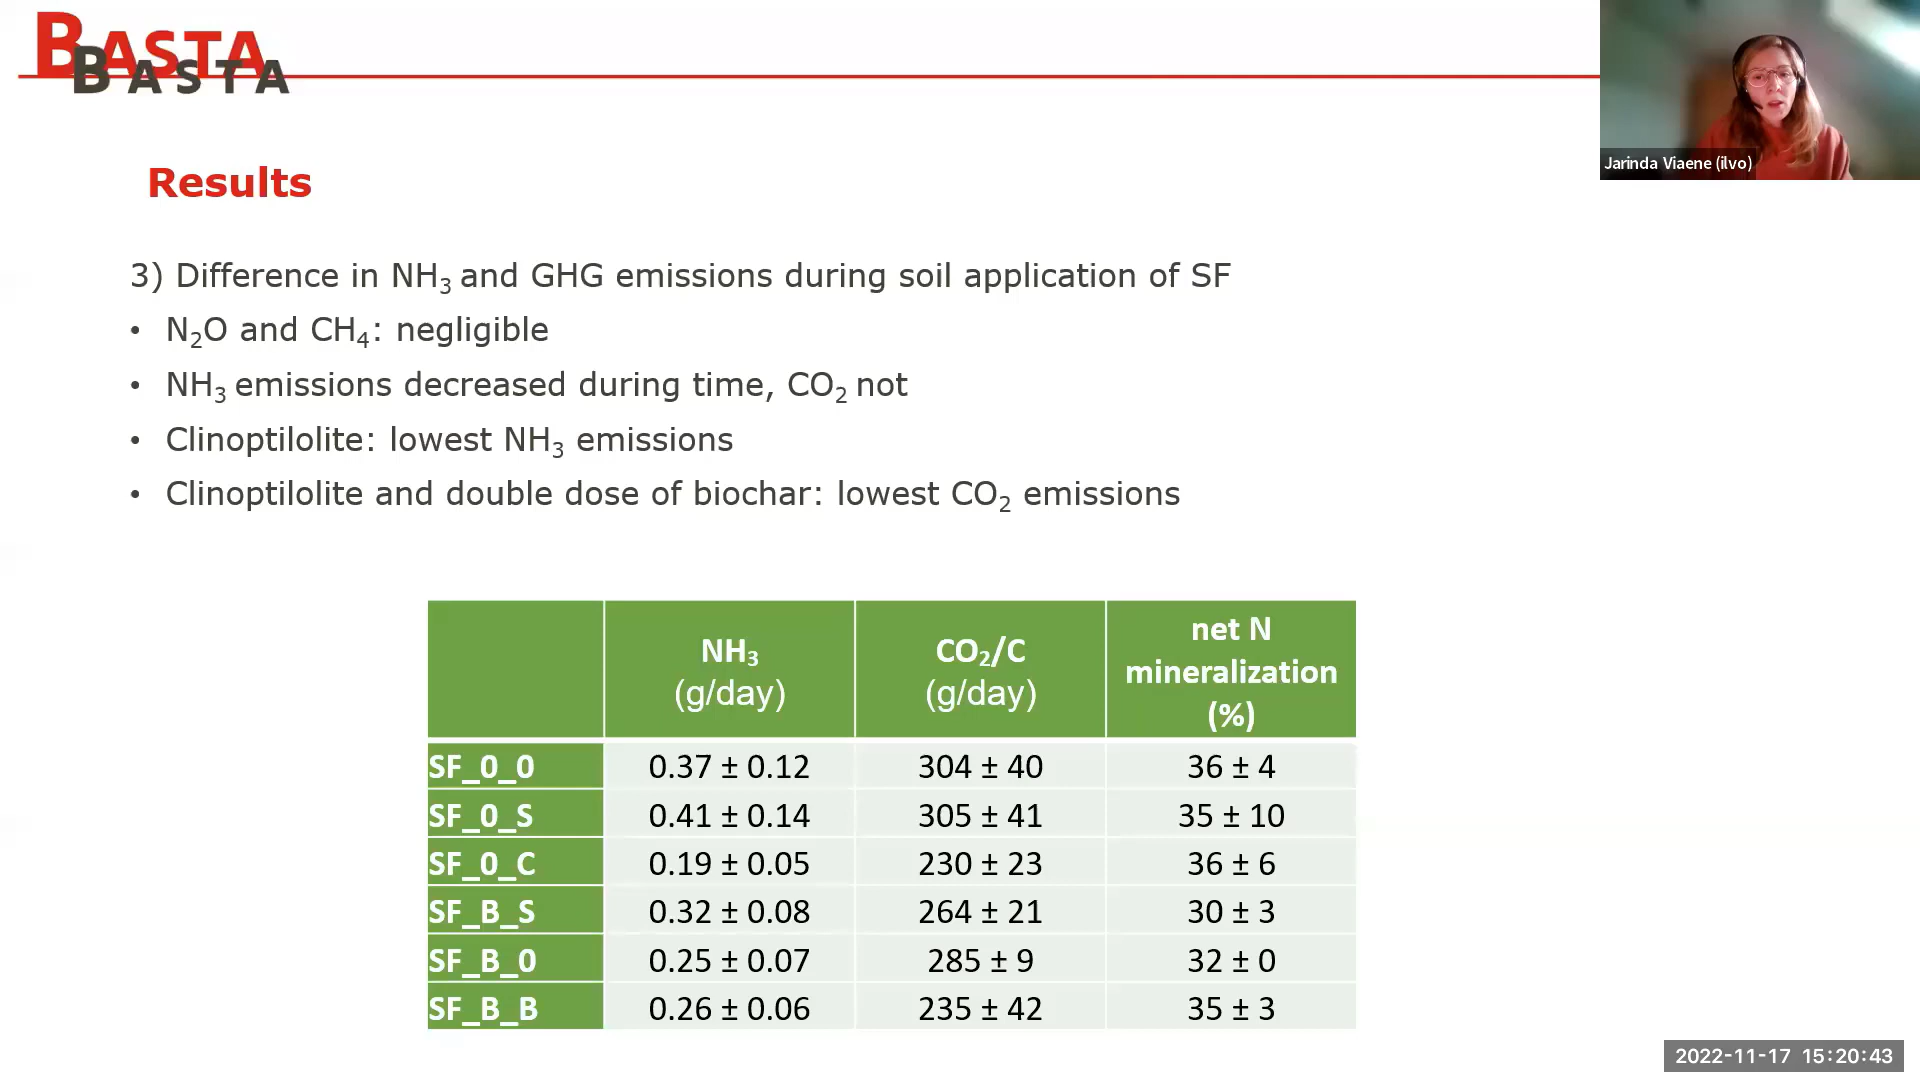 BASTA
BASTA
Jarinda Viaene (ilvo)
Results
3) Difference in NH₃ and GHG emissions during soil application of SF
• N₂O and CH₄: negligible
• NH₃ emissions decreased during time, CO₂ not
• Clinoptilolite: lowest NH₃ emissions
• Clinoptilolite and double dose of biochar: lowest CO₂ emissions
NH₃ (g/day) CO₂/C (g/day) net N mineralization (%)
SF_0_0 0.37 ± 0.12 304 ± 40 36 ± 4
SF_0_S 0.41 ± 0.14 305 ± 41 35 ± 10
SF_0_C 0.19 ± 0.05 230 ± 23 36 ± 6
SF_B_S 0.32 ± 0.08 264 ± 21 30 ± 3
SF_B_0 0.25 ± 0.07 285 ± 9 32 ± 0
SF_B_B 0.26 ± 0.06 235 ± 42 35 ± 3
2022-11-17 15:20:43